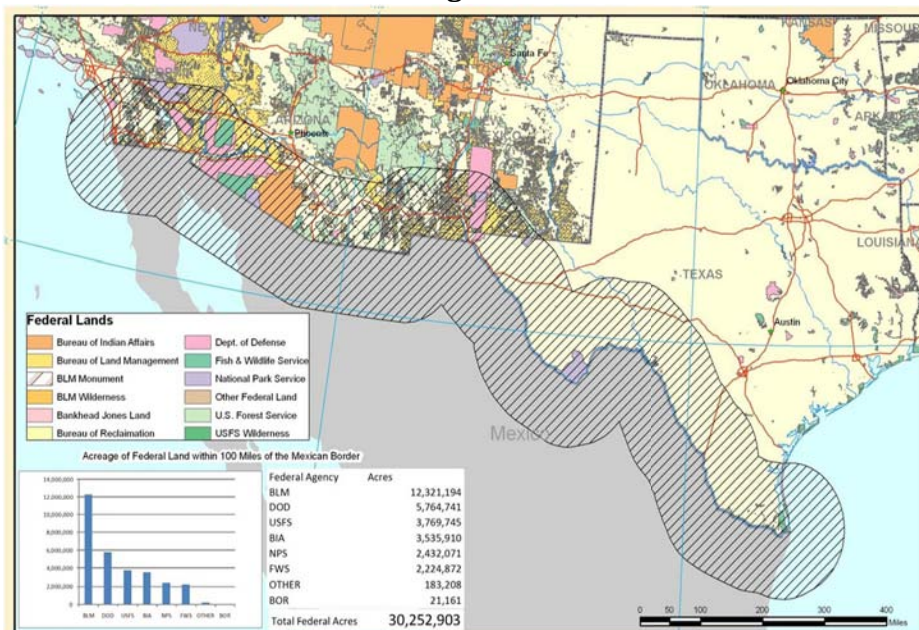 KANSAS
MISSOUR
Santa Fe
OKLAHOMA
Oklahoma City
ARIZONA
Phoenix
NEW
MEXICO
LOUISIANA
TEXAS
Austin
Mexico
Federal Lands
Bureau of Indian Affairs
Bureau of Land Management
BLM Monument
BLM Wilderness
Bankhead Jones Land
Bureau of Reclamation
Dept. of Defense
Fish & Wildlife Service
National Park Service
Other Federal Land
U.S. Forest Service
USFS Wilderness
Acreage of Federal Land within 100 Miles of the Mexican Border
14,000,000
12,000,000
10,000,000
8,000,000
6,000,000
4,000,000
2,000,000
0
BLM DOD USFS BIA NPS FWS OTHER BOR
Federal Agency Acres
BLM 12,321,194
DOD 5,764,741
USFS 3,769,745
BIA 3,535,910
NPS 2,432,071
FWS 2,224,872
OTHER 183,208
BOR 21,161
Total Federal Acres 30,252,903
0 50 100 200 300 400
Miles